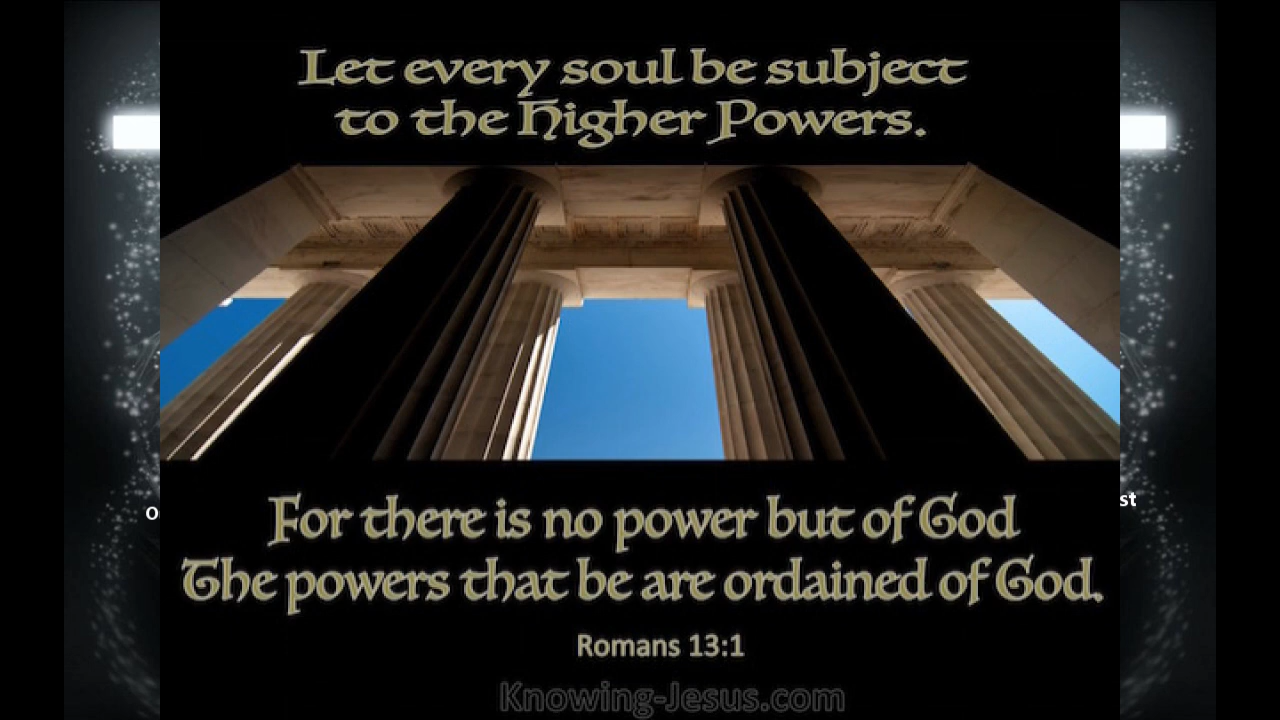 Let every soul be subject
to the Higher Powers.
For there is no power but of God
The powers that be are ordained of God.
Romans 13:1
Knowing-Jesus.com
o
st